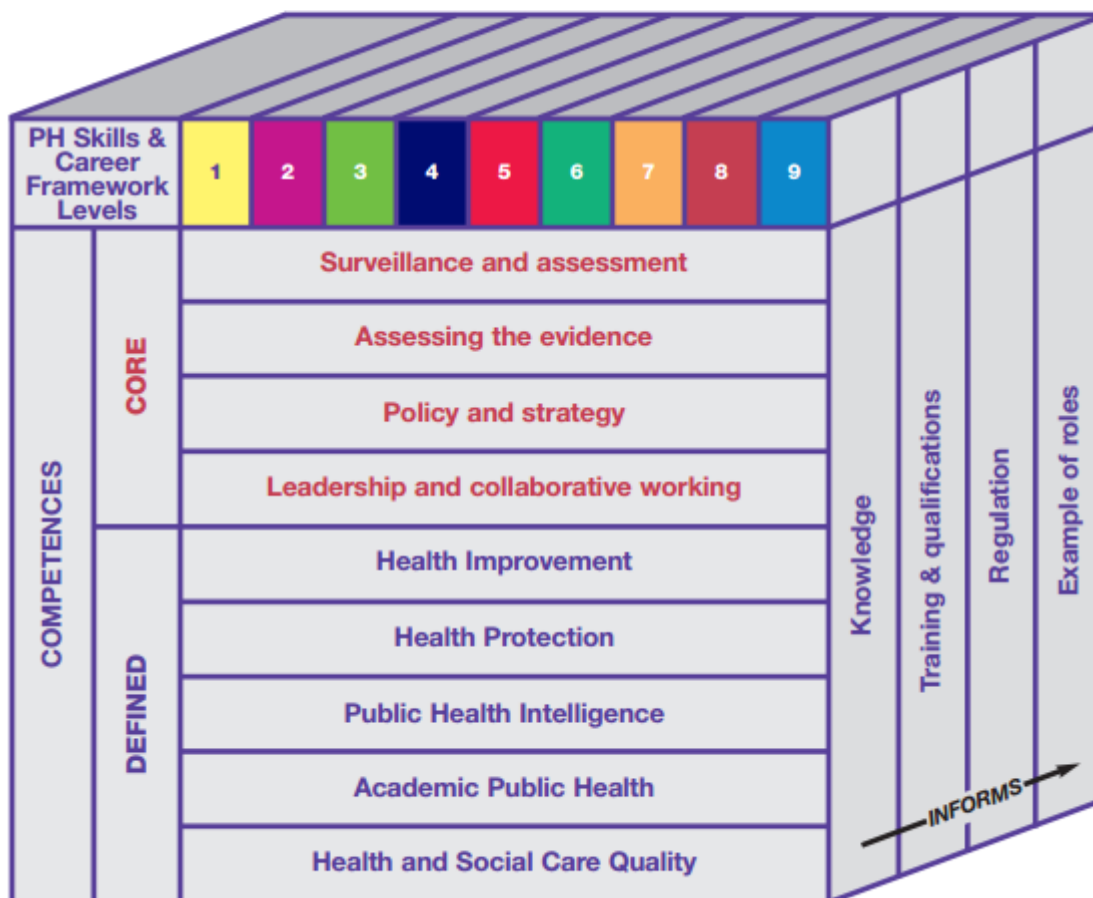 PH Skills &
Career
Framework
Levels
1 2 3 4 5 6 7 8 9
COMPETENCES
CORE
Surveillance and assessment
Assessing the evidence
Policy and strategy
Leadership and collaborative working
DEFINED
Health Improvement
Health Protection
Public Health Intelligence
Academic Public Health
Health and Social Care Quality
Knowledge
Training & qualifications
Regulation
Example of roles
INFORMS